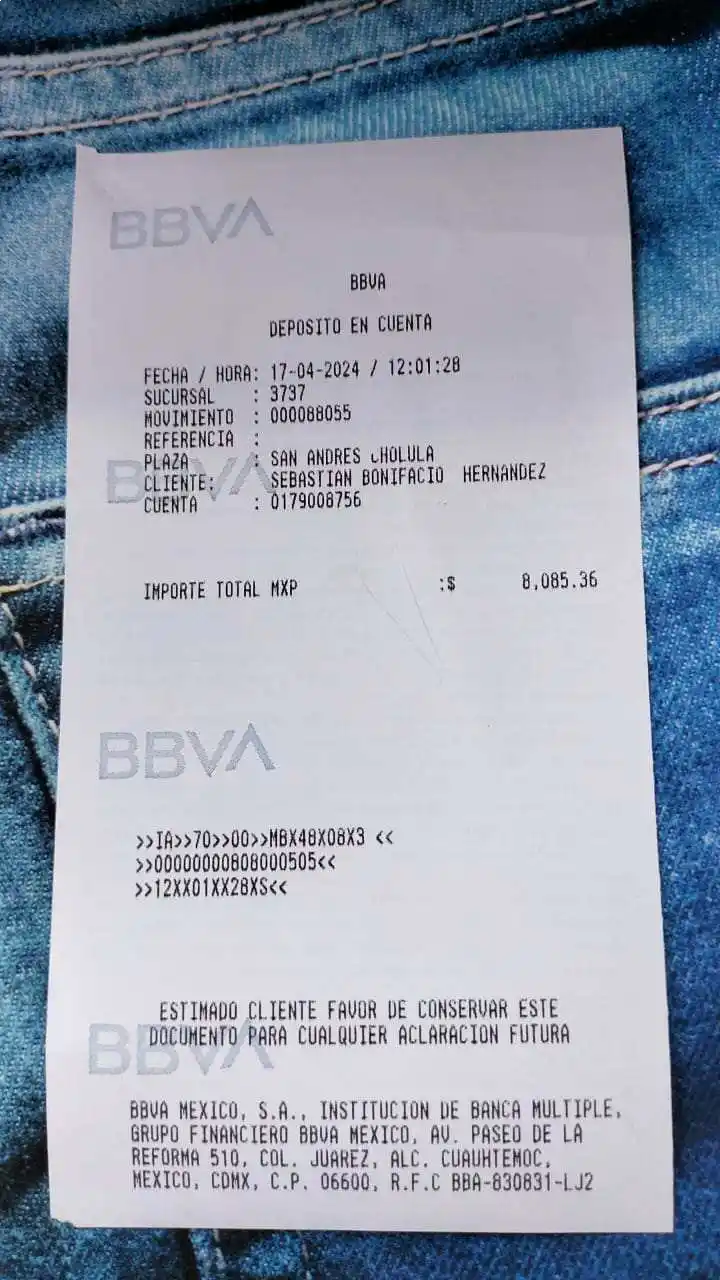 BBVA
BBVA
DEPOSITO EN CUENTA
FECHA / HORA: 17-04-2024 / 12:01:28
SUCURSAL : 3737
MOVIMIENTO : 000088055
REFERENCIA :
PLAZA : SAN ANDRES CHOLULA
BBVA
CLIENTE: SEBASTIAN BONIFACIO HERNANDEZ
CUENTA : 0179008756
IMPORTE TOTAL MXP :$ 8,085.36
BBVA
>>IA>>70>>00>>MBX48X08X3 <<
>>00000000808000505<<
>>12XX01XX28XS<<
ESTIMADO CLIENTE FAVOR DE CONSERVAR ESTE
BBVA
DOCUMENTO PARA CUALQUIER ACLARACION FUTURA
BBVA MEXICO, S.A., INSTITUCION DE BANCA MULTIPLE,
GRUPO FINANCIERO BBVA MEXICO, AV. PASEO DE LA
REFORMA 510, COL. JUAREZ, ALC. CUAUHTEMOC,
MEXICO, CDMX, C.P. 06600, R.F.C BBA-830831-LJ2